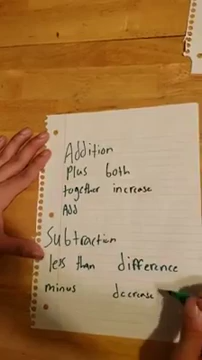 Addition
Plus both
together increase
Add
Subtraction
less than difference
minus decrease